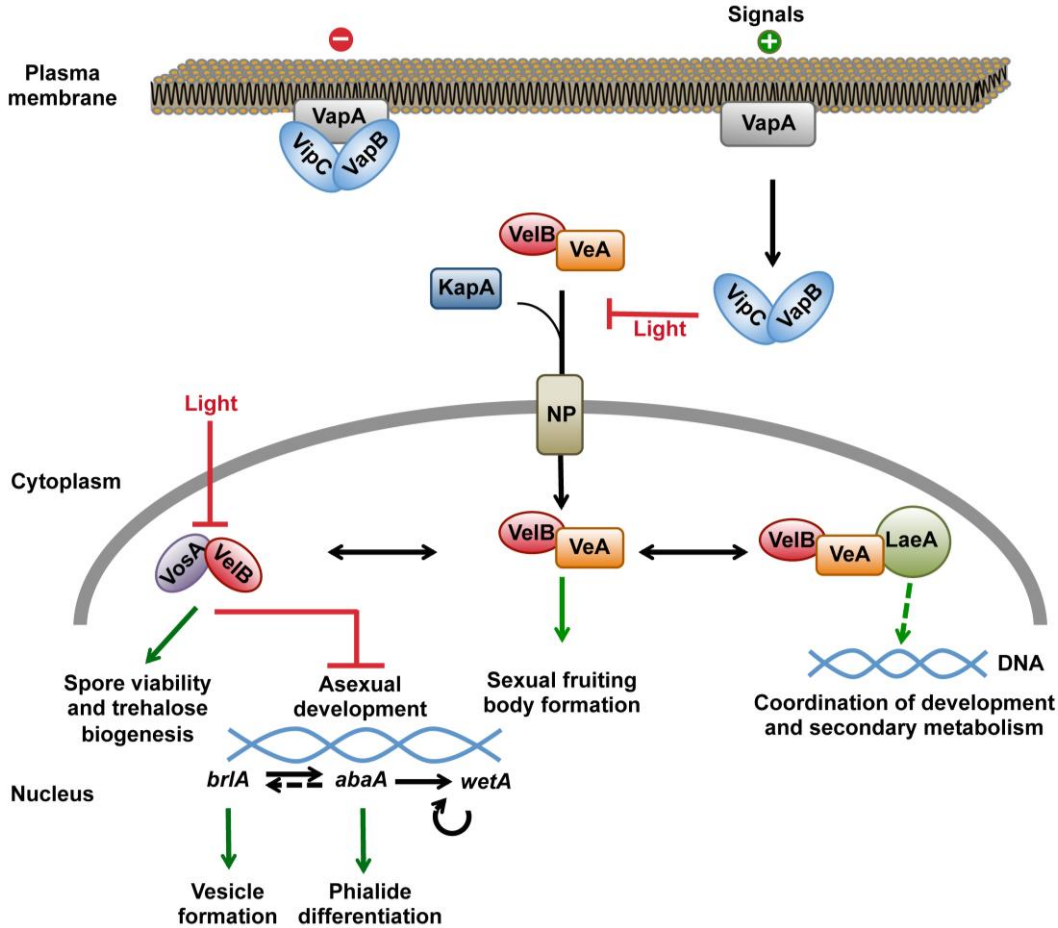 Signals
−
+
Plasma
membrane
VapA
VipC
VapB
VapA
VelB
VeA
KapA
VipC
VapB
Light
NP
Light
Cytoplasm
VosA
VelB
VelB
VeA
VelB
VeA
LaeA
DNA
Spore viability
and trehalose
biogenesis
Asexual
development
Sexual fruiting
body formation
Coordination of development
and secondary metabolism
brlA
abaA
wetA
Nucleus
Vesicle
formation
Phialide
differentiation